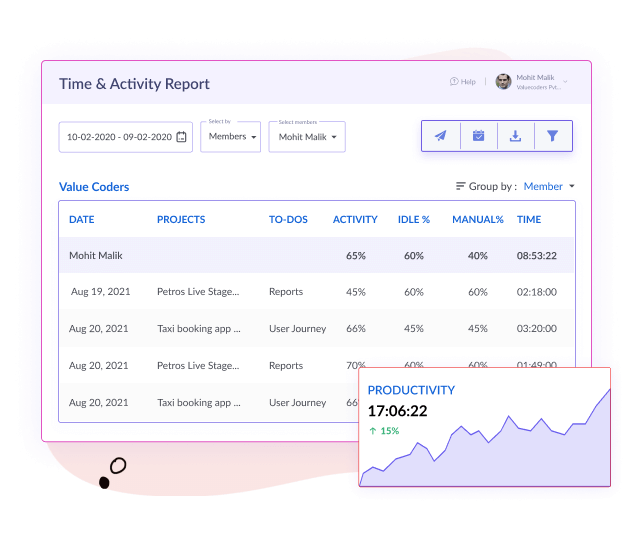 Time & Activity Report
Help
Mohit Malik
Valuecoders Pvt...
Select by
Select members
10-02-2020 - 09-02-2020
Members
Mohit Malik
Value Coders
Group by : Member
DATE PROJECTS TO-DOS ACTIVITY IDLE % MANUAL% TIME
Mohit Malik 65% 60% 40% 08:53:22
Aug 19, 2021 Petros Live Stage... Reports 45% 60% 60% 02:18:00
Aug 20, 2021 Taxi booking app ... User Journey 66% 45% 45% 03:20:00
Aug 20, 2021 Petros Live Stage... Reports 70% 60% 60% 01:49:00
Aug 20, 2021 Taxi booking app ... User Journey 66
PRODUCTIVITY
17:06:22
↑ 15%